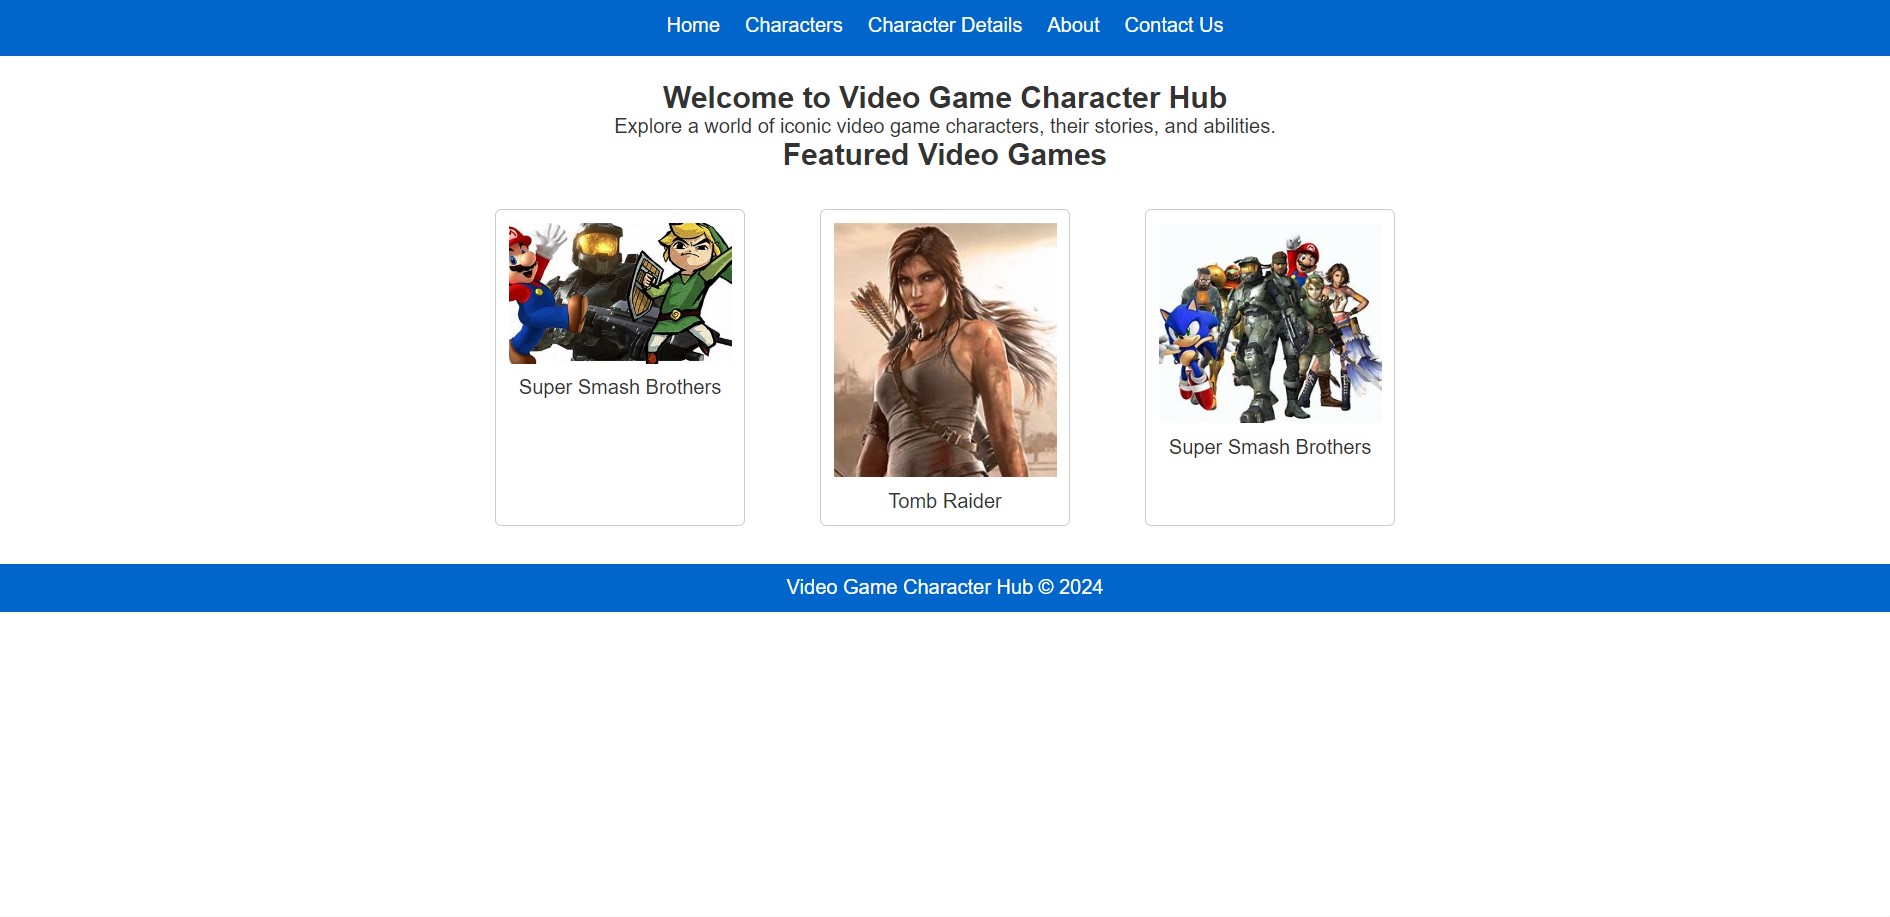 Home Characters Character Details About Contact Us
Welcome to Video Game Character Hub
Explore a world of iconic video game characters, their stories, and abilities.
Featured Video Games
Super Smash Brothers
Tomb Raider
Super Smash Brothers
Video Game Character Hub © 2024